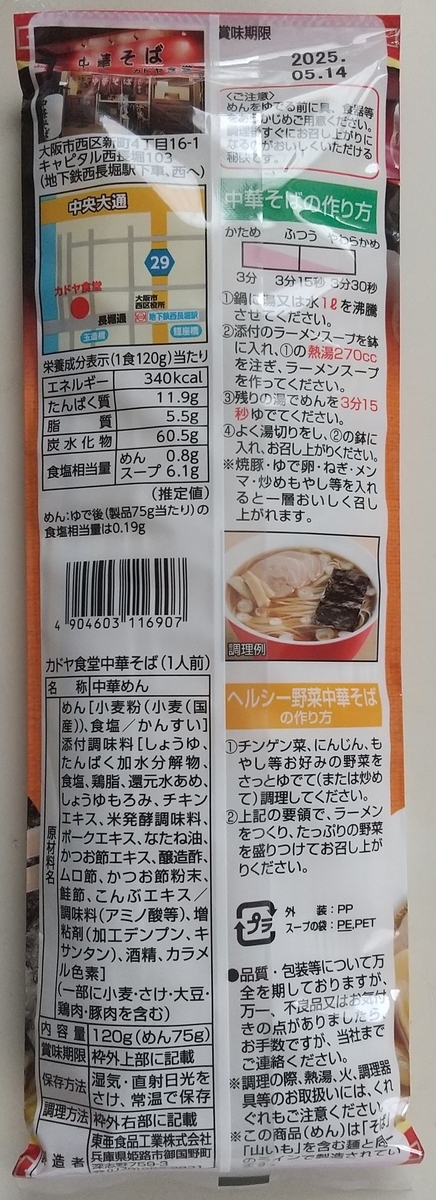 中華そば
カドヤ食堂
大阪市西区新町4丁目16-1
キャピタル西長堀103
(地下鉄西長堀駅下車、西へ)
中央大通
29
カドヤ食堂
大阪市
西区役所
長堀通
地下鉄西長堀駅
玉造橋
鰹座橋
栄養成分表示(1食120g)当たり
エネルギー 340kcal
たんぱく質 11.9g
脂質 5.5g
炭水化物 60.5g
食塩相当量 めん 0.8g
スープ 6.1g
(推定値)
めん:ゆで後(製品75g当たり)の
食塩相当量は0.19g
4 904603 116907
カドヤ食堂中華そば(1人前)
名称 中華めん
原材料名
めん[小麦粉(小麦(国
産))、食塩/かんすい]
添付調味料[しょうゆ、
たんぱく加水分解物、
食塩、鶏脂、還元水あめ、
しょうゆもろみ、チキン
エキス、米発酵調味料、
ポークエキス、なたね油、
かつお節エキス、醸造酢、
ムロ節、かつお節粉末、
鮭節、こんぶエキス/
調味料(アミノ酸等)、増
粘剤(加工デンプン、キ
サンタン)、酒精、カラメ
ル色素]
(一部に小麦・さけ・大豆・
鶏肉・豚肉を含む)
内容量 120g(めん75g)
賞味期限 枠外上部に記載
保存方法 湿気・直射日光を
さけ、常温で保存
調理方法 枠外右部に記載
造者 東亜食品工業株式会社
兵庫県姫路市御国野町
賞味期限
2025.
05.14
<ご注意>
めんをゆでる前に具、食器等
をあらかじめご用意ください。
調理後すぐにお召し上がりに
なるのがおいしくいただける
秘訣です。
中華そばの作り方
かため ふつう やわらかめ
3分 3分15秒 3分30秒
①鍋に湯又は水1ℓを沸騰
させてください。
②添付のラーメンスープを鉢
に入れ、①の熱湯270cc
を注ぎ、ラーメンスープ
を作ってください。
③残りの湯でめんを3分15
秒ゆでてください。
④よく湯切りをし、②の鉢に
入れ、お召し上がりください。
※焼豚・ゆで卵・ねぎ・メン
マ・炒めもやし等を入れ
ると一層おいしく召し
上がれます。
調理例
ヘルシー野菜中華そば
の作り方
①チンゲン菜、にんじん、も
やし等お好みの野菜を
さっとゆでて(または炒め
て)調理してください。
②上記の要領で、ラーメン
をつくり、たっぷりの野菜
を盛りつけてお召し上が
りください。
プラ
外装:PP
スープの袋:PE,PET
●品質・包装等について万
全を期しておりますが、
万一、不良品又はお気付
きの点がありましたら、
お手数ですが、当社まで
ご連絡ください。
※調理の際、熱湯、火、調理器
具等のお取扱いには、くれ
ぐれもご注意ください。
※この商品(めん)は「そば」
「山いも」を含む麺と